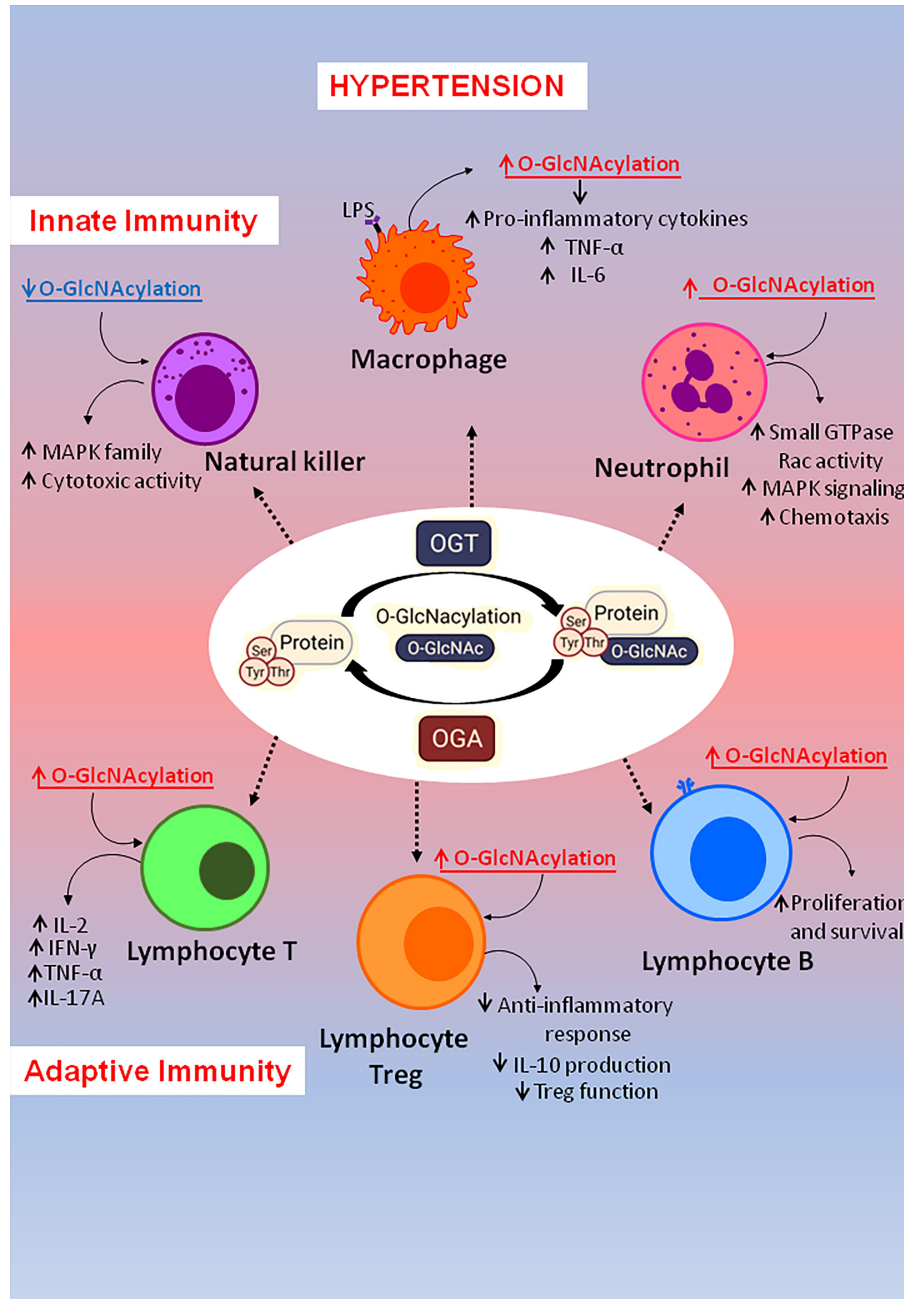 HYPERTENSION
↑ O-GlcNAcylation
LPS
↑ Pro-inflammatory cytokines
↑ TNF-α
↑ IL-6
Macrophage
Innate Immunity
↓ O-GlcNAcylation
Natural killer
↑ MAPK family
↑ Cytotoxic activity
↑ O-GlcNAcylation
Neutrophil
↑ Small GTPase
Rac activity
↑ MAPK signaling
↑ Chemotaxis
OGT
O-GlcNacylation
O-GlcNAc
Protein
Ser
Tyr Thr
Protein
Ser
Tyr Thr
O-GlcNAc
OGA
↑ O-GlcNAcylation
↑ IL-2
↑ IFN-γ
↑TNF-α
↑IL-17A
Lymphocyte T
↑ O-GlcNAcylation
Lymphocyte
Treg
↓ Anti-inflammatory
response
↓ IL-10 production
↓ Treg function
↑ O-GlcNAcylation
Lymphocyte B
↑ Proliferation
and survival
Adaptive Immunity